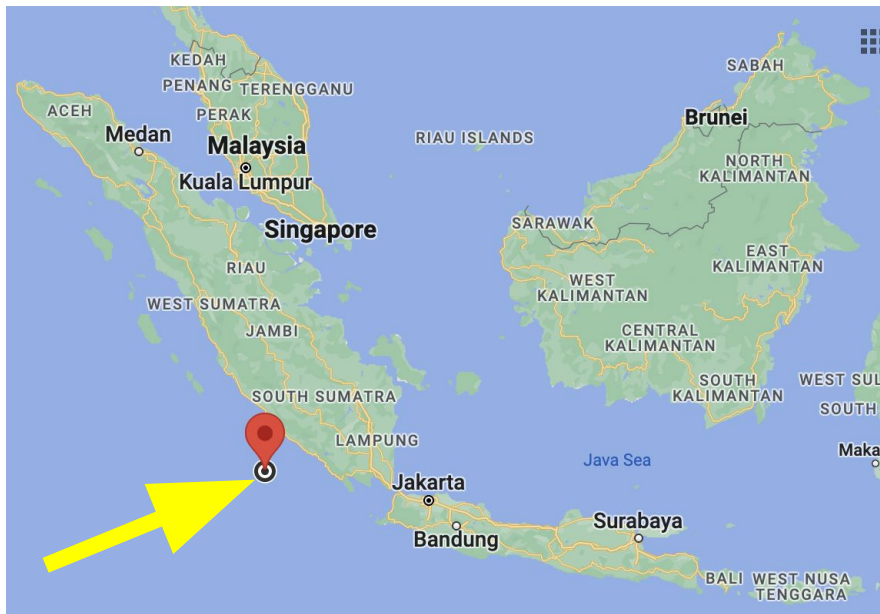 KEDAH
PENANG
TERENGGANU
SABAH
ACEH
PERAK
Medan
Malaysia
RIAU ISLANDS
Brunei
Kuala Lumpur
NORTH
KALIMANTAN
Singapore
SARAWAK
RIAU
EAST
KALIMANTAN
WEST
KALIMANTAN
WEST SUMATRA
JAMBI
CENTRAL
KALIMANTAN
SOUTH SUMATRA
SOUTH
KALIMANTAN
WEST SUL
SOUTH
LAMPUNG
Java Sea
Maka
Jakarta
Surabaya
Bandung
BALI
WEST NUSA
TENGGARA